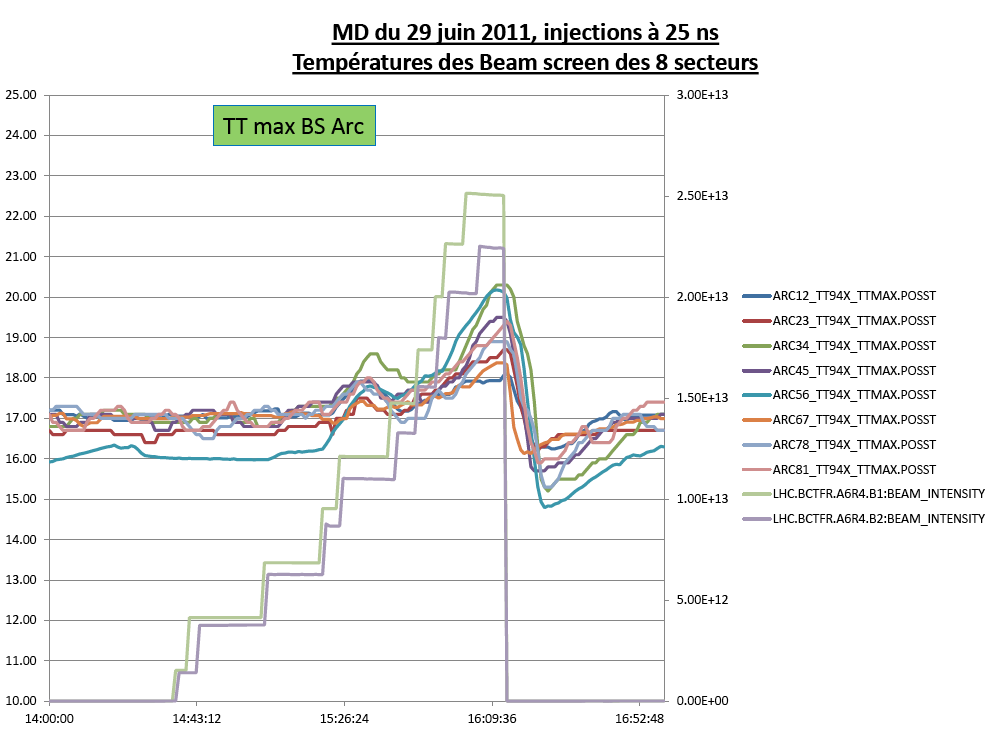 MD du 29 juin 2011, injections à 25 ns
Températures des Beam screen des 8 secteurs
TT max BS Arc
25.00
24.00
23.00
22.00
21.00
20.00
19.00
18.00
17.00
16.00
15.00
14.00
13.00
12.00
11.00
10.00
3.00E+13
2.50E+13
2.00E+13
1.50E+13
1.00E+13
5.00E+12
0.00E+00
14:00:00
14:43:12
15:26:24
16:09:36
16:52:48
ARC12_TT94X_TTMAX.POSST
ARC23_TT94X_TTMAX.POSST
ARC34_TT94X_TTMAX.POSST
ARC45_TT94X_TTMAX.POSST
ARC56_TT94X_TTMAX.POSST
ARC67_TT94X_TTMAX.POSST
ARC78_TT94X_TTMAX.POSST
ARC81_TT94X_TTMAX.POSST
LHC.BCTFR.A6R4.B1:BEAM_INTENSITY
LHC.BCTFR.A6R4.B2:BEAM_INTENSITY